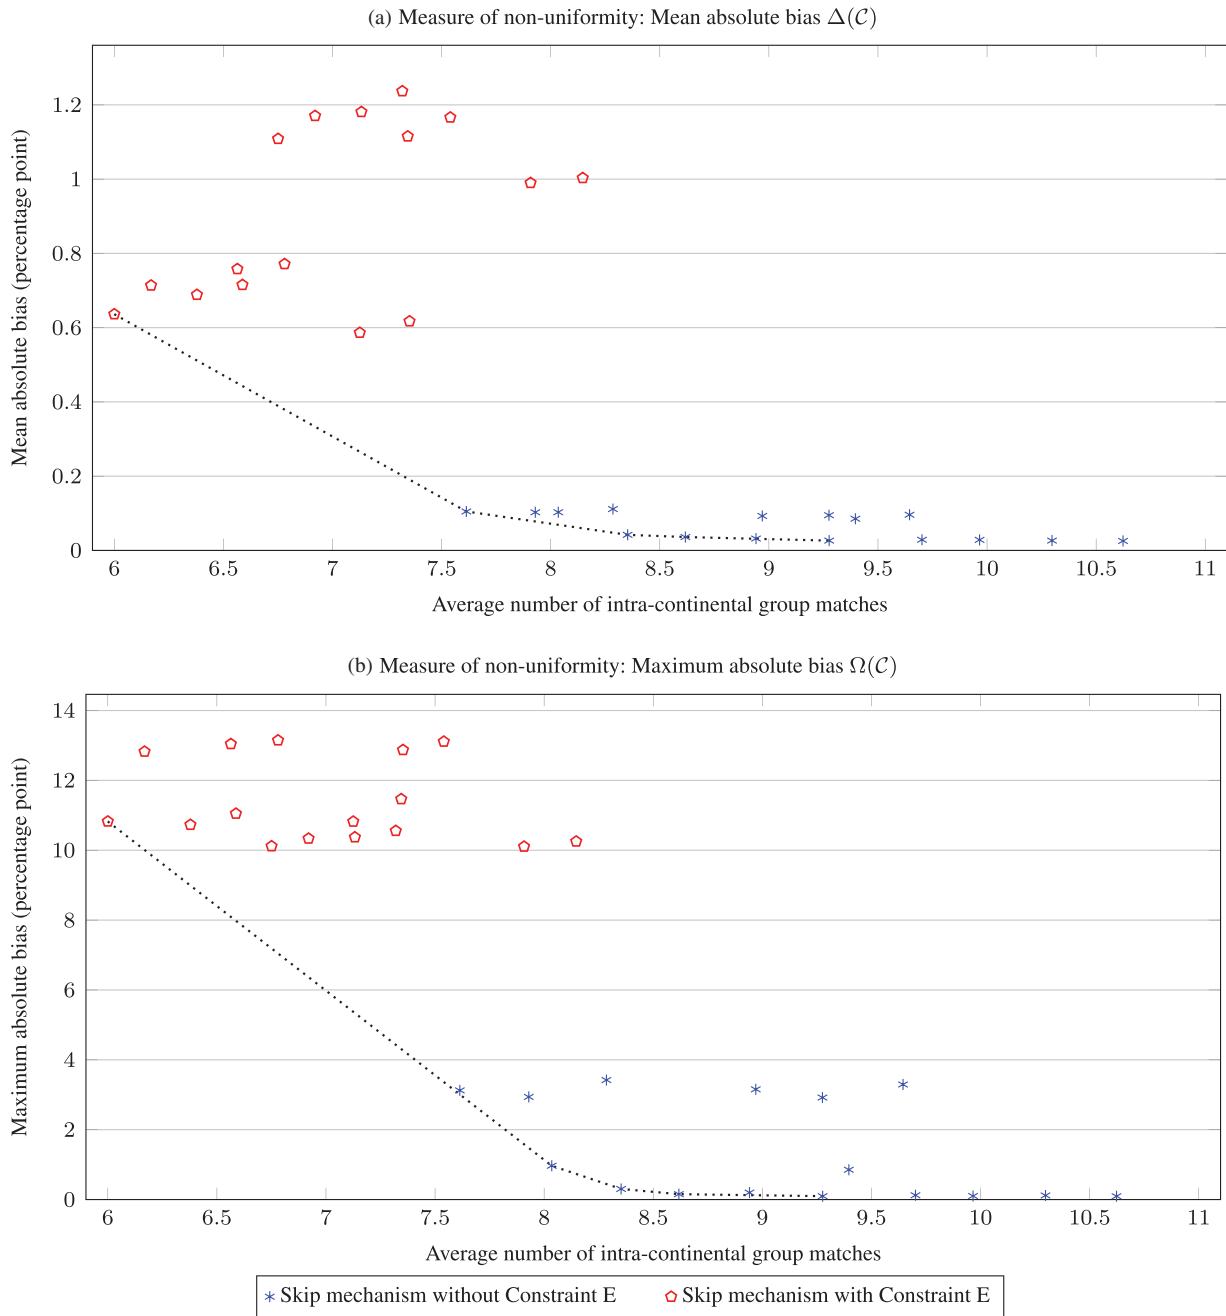 (a) Measure of non-uniformity: Mean absolute bias Δ(𝒞)
Mean absolute bias (percentage point)
1.2
1
0.8
0.6
0.4
0.2
0
6 6.5 7 7.5 8 8.5 9 9.5 10 10.5 11
Average number of intra-continental group matches
(b) Measure of non-uniformity: Maximum absolute bias Ω(𝒞)
Maximum absolute bias (percentage point)
14
12
10
8
6
4
2
0
6 6.5 7 7.5 8 8.5 9 9.5 10 10.5 11
Average number of intra-continental group matches
Skip mechanism without Constraint E Skip mechanism with Constraint E